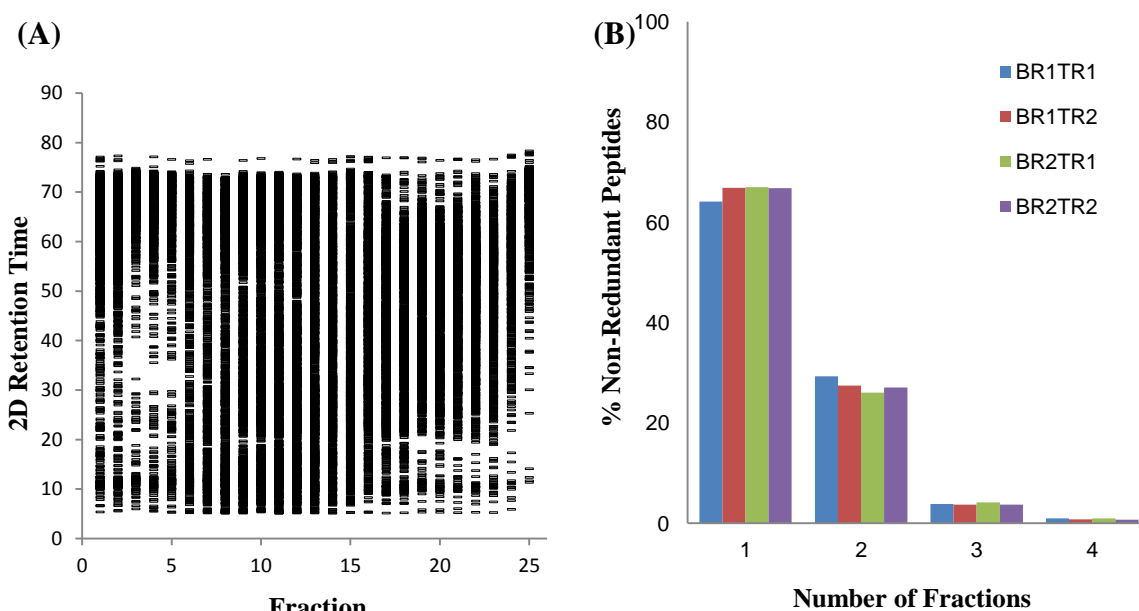 (A)
2D Retention Time
90
80
70
60
50
40
30
20
10
0
0 5 10 15 20 25
Fraction
(B)
% Non-Redundant Peptides
100
80
60
40
20
0
1 2 3 4
Number of Fractions
BR1TR1
BR1TR2
BR2TR1
BR2TR2